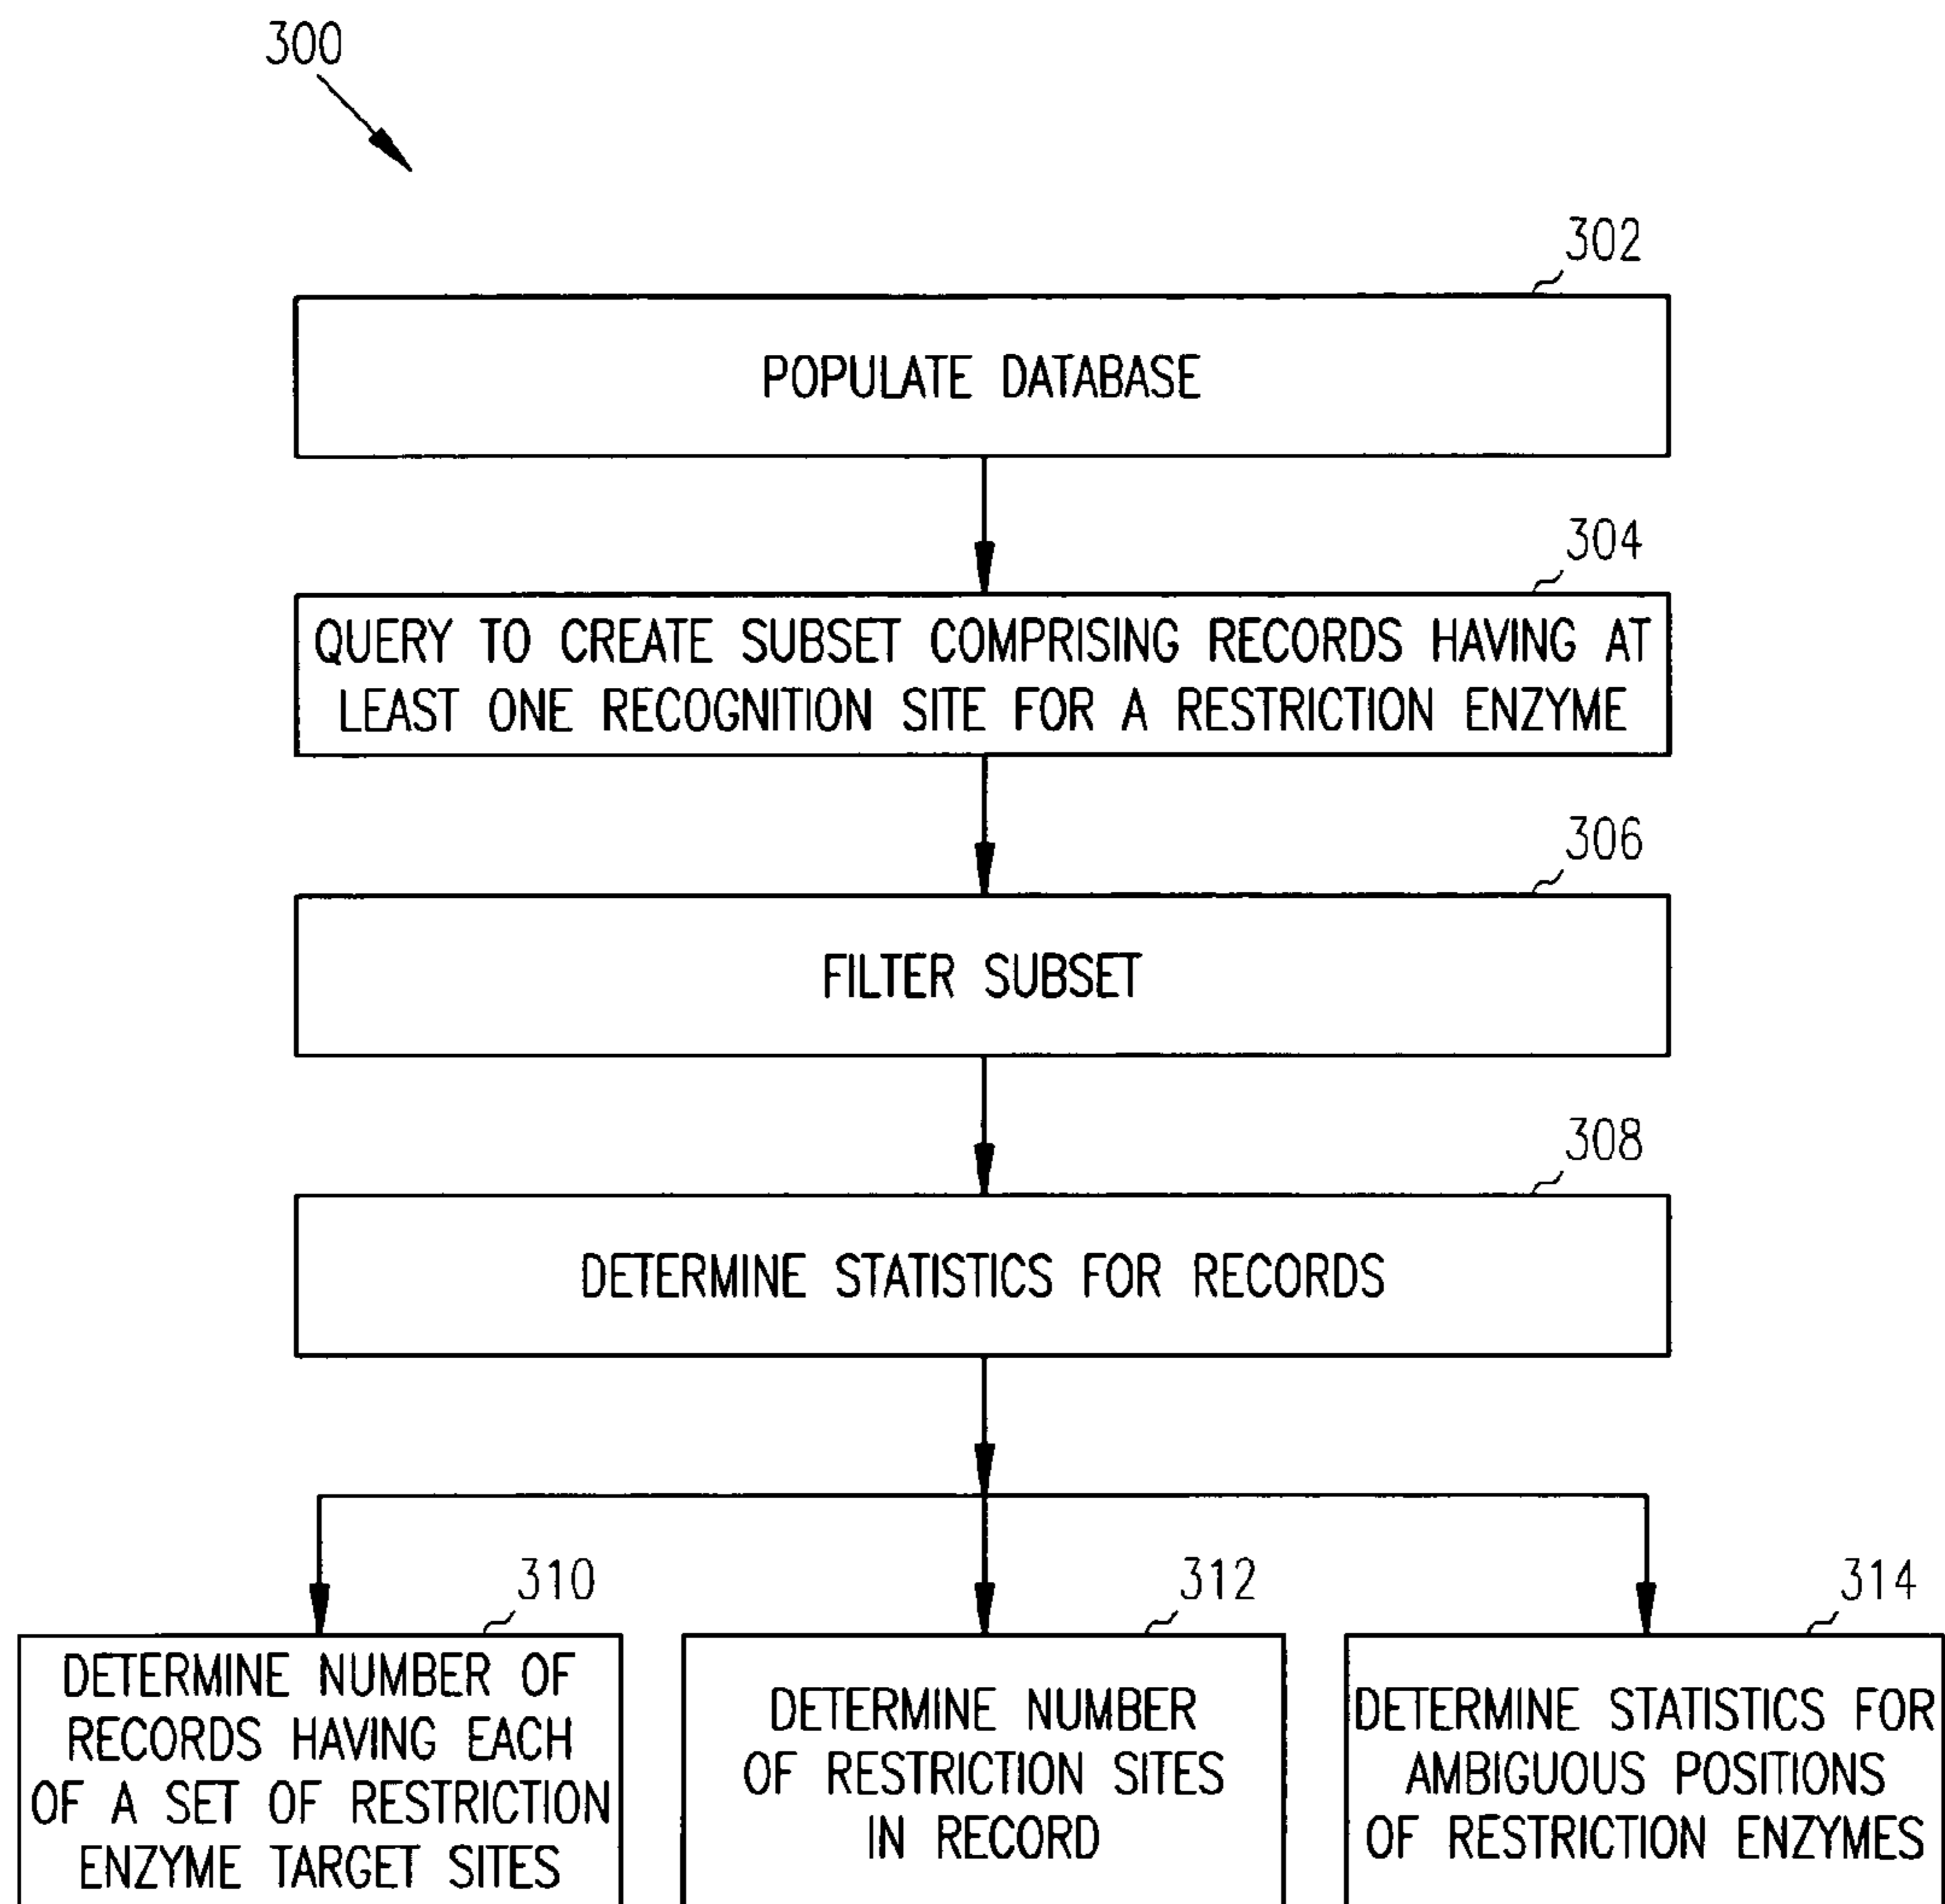 300
302
POPULATE DATABASE
304
QUERY TO CREATE SUBSET COMPRISING RECORDS HAVING AT
LEAST ONE RECOGNITION SITE FOR A RESTRICTION ENZYME
306
FILTER SUBSET
308
DETERMINE STATISTICS FOR RECORDS
310
DETERMINE NUMBER OF
RECORDS HAVING EACH
OF A SET OF RESTRICTION
ENZYME TARGET SITES
312
DETERMINE NUMBER
OF RESTRICTION SITES
IN RECORD
314
DETERMINE STATISTICS FOR
AMBIGUOUS POSITIONS
OF RESTRICTION ENZYMES